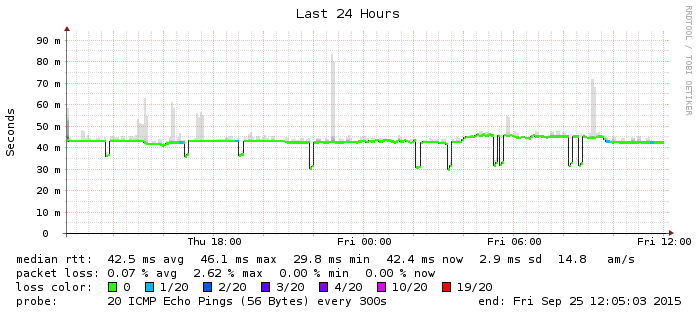 Last 24 Hours
RRDTOOL / TOBI OETIKER
Seconds
90 m
80 m
70 m
60 m
50 m
40 m
30 m
20 m
10 m
0
Thu 18:00 Fri 00:00 Fri 06:00 Fri 12:00
median rtt: 42.5 ms avg 46.1 ms max 29.8 ms min 42.4 ms now 2.9 ms sd 14.8 am/s
packet loss: 0.07 % avg 2.62 % max 0.00 % min 0.00 % now
loss color: 0 1/20 2/20 3/20 4/20 10/20 19/20
probe: 20 ICMP Echo Pings (56 Bytes) every 300s end: Fri Sep 25 12:05:03 2015